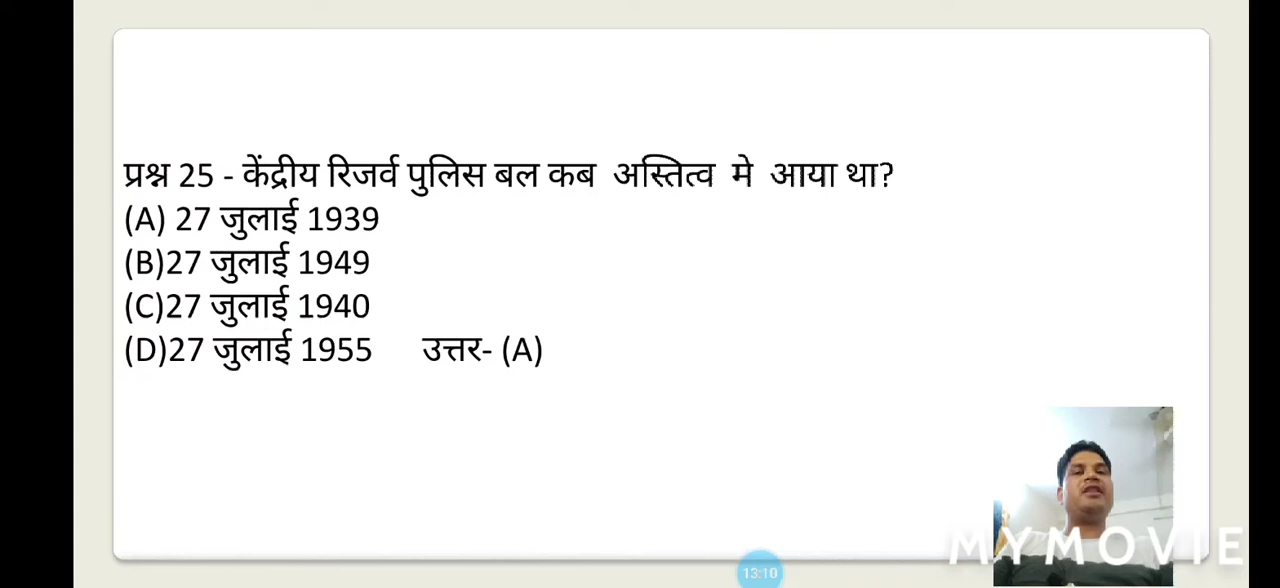 प्रश्न 25 - केंद्रीय रिजर्व पुलिस बल कब अस्तित्व मे आया था?
(A) 27 जुलाई 1939
(B)27 जुलाई 1949
(C)27 जुलाई 1940
(D)27 जुलाई 1955 उत्तर- (A)
MYMOVIE
13:10